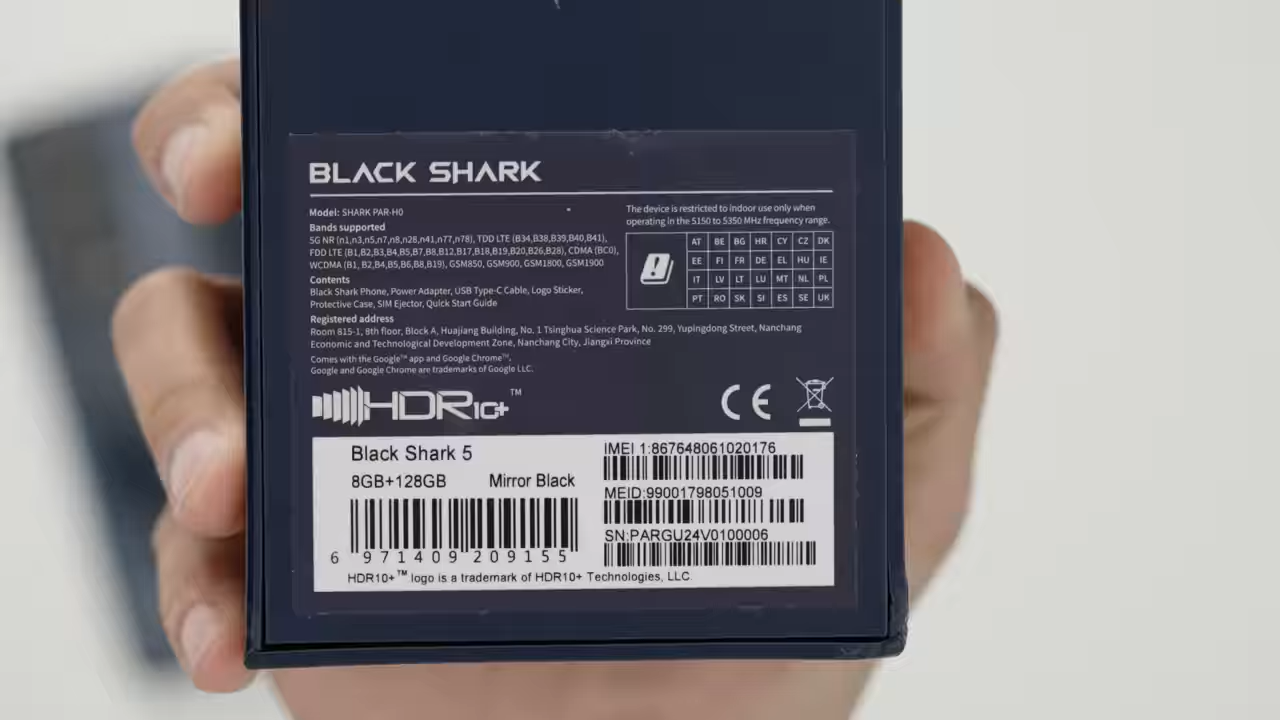 BLACK SHARK
Model: SHARK PAR-H0
Bands supported
5G NR (n1,n3,n5,n7,n8,n28,n41,n77,n78), TDD LTE (B34,B38,B39,B40,B41),
FDD LTE (B1,B2,B3,B4,B5,B7,B8,B12,B17,B18,B19,B20,B26,B28), CDMA (BC0),
WCDMA (B1, B2,B4,B5,B6,B8,B19), GSM850, GSM900, GSM1800, GSM1900
Contents
Black Shark Phone, Power Adapter, USB Type-C Cable, Logo Sticker,
Protective Case, SIM Ejector, Quick Start Guide
The device is restricted to indoor use only when
operating in the 5150 to 5350 MHz frequency range.
AT BE BG HR CY CZ DK
EE FI FR DE EL HU IE
IT LV LT LU MT NL PL
PT RO SK SI ES SE UK
Registered address
Room 815-1, 8th floor, Block A, Huajiang Building, No. 1 Tsinghua Science Park, No. 299, Yupingdong Street, Nanchang
Economic and Technological Development Zone, Nanchang City, Jiangxi Province
Comes with the Google™ app and Google Chrome™.
Google and Google Chrome are trademarks of Google LLC.
HDR10+™
CE
Black Shark 5
8GB+128GB Mirror Black
6 971409 209155
IMEI 1:867648061020176
MEID:99001798051009
SN:PARGU24V0100006
HDR10+™ logo is a trademark of HDR10+ Technologies, LLC.